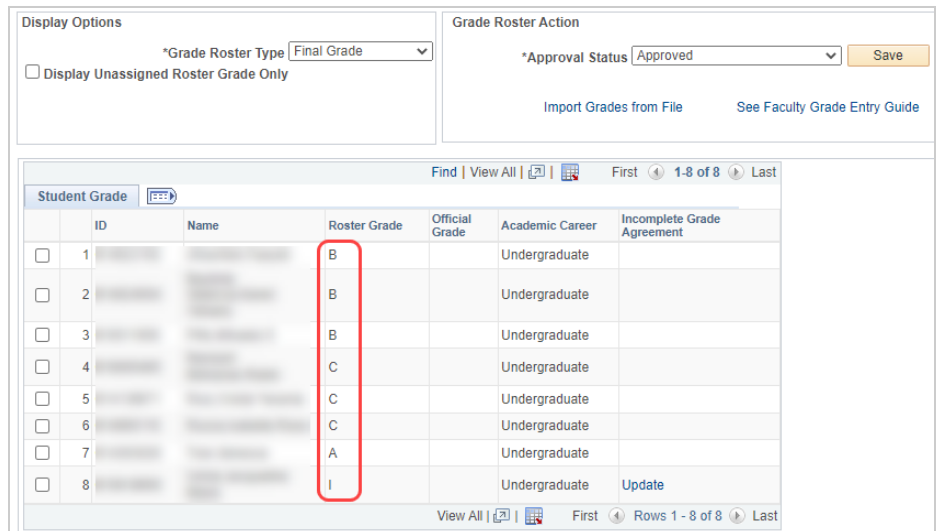 Display Options
*Grade Roster Type Final Grade
Display Unassigned Roster Grade Only
Grade Roster Action
*Approval Status Approved Save
Import Grades from File See Faculty Grade Entry Guide
Find | View All | | First 1-8 of 8 Last
Student Grade
ID Name Roster Grade Official Grade Academic Career Incomplete Grade Agreement
1 B Undergraduate
2 B Undergraduate
3 B Undergraduate
4 C Undergraduate
5 C Undergraduate
6 C Undergraduate
7 A Undergraduate
8 I Undergraduate Update
View All | | First Rows 1 - 8 of 8 Last